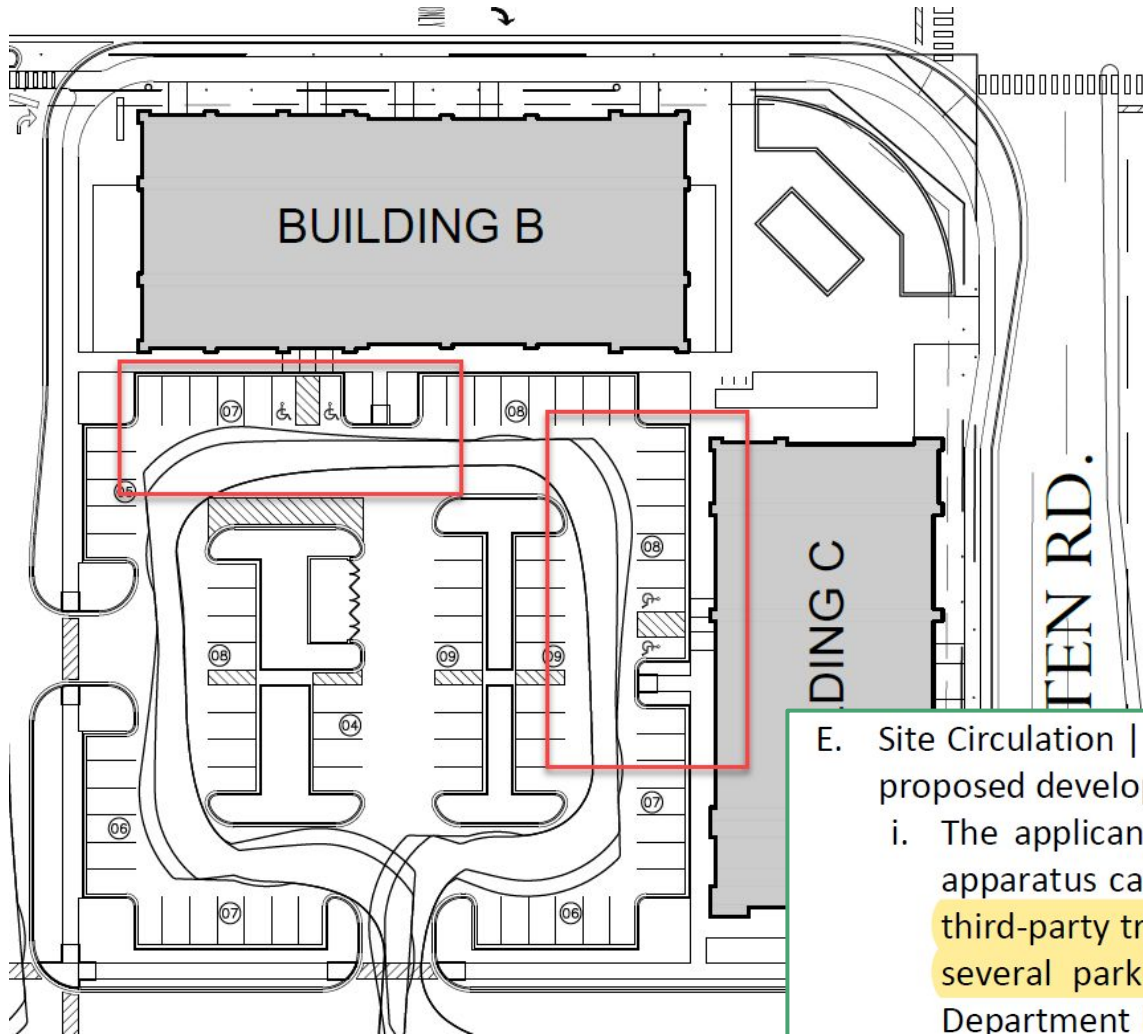 BUILDING B
07
08
05
08
08
09
09
04
06
07
07
06
DING C
TEN RD.
E. Site Circulation |
proposed develop
i. The applican
apparatus ca
third-party tr
several park
Department